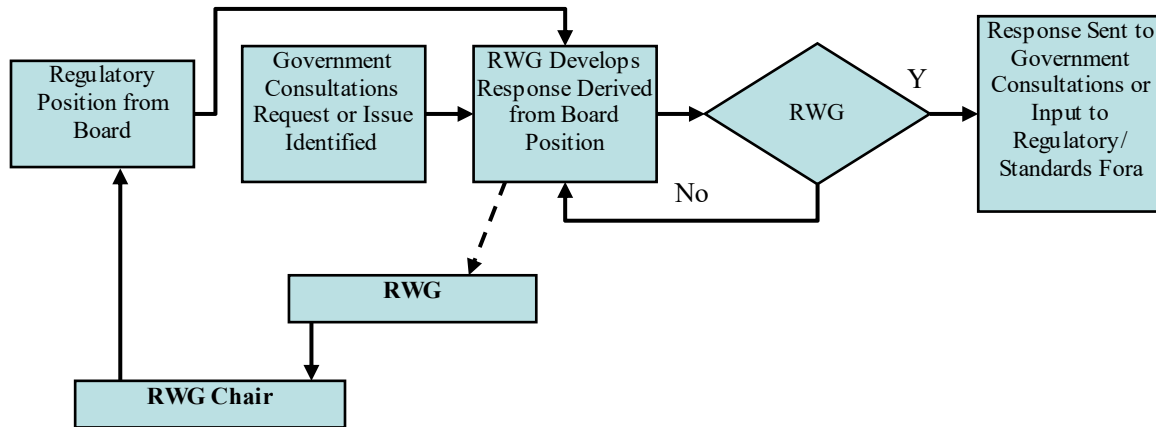 Regulatory
Position from
Board
Government
Consultations
Request or Issue
Identified
RWG Develops
Response Derived
from Board
Position
RWG
Y
No
Response Sent to
Government
Consultations or
Input to
Regulatory/
Standards Fora
RWG
RWG Chair